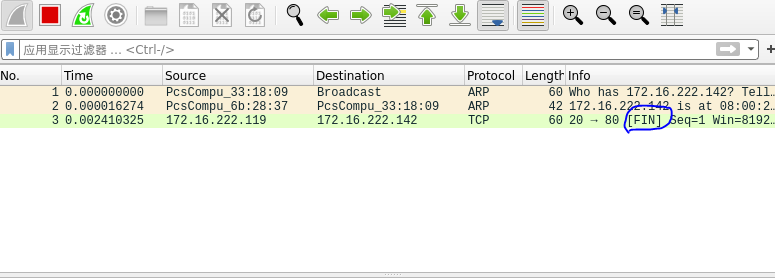 应用显示过滤器 … <Ctrl-/>
No. Time Source Destination Protocol Length Info
1 0.000000000 PcsCompu_33:18:09 Broadcast ARP 60 Who has 172.16.222.142? Tell…
2 0.000016274 PcsCompu_6b:28:37 PcsCompu_33:18:09 ARP 42 172.16.222.142 is at 08:00:2…
3 0.002410325 172.16.222.119 172.16.222.142 TCP 60 20 → 80 [FIN] Seq=1 Win=8192…